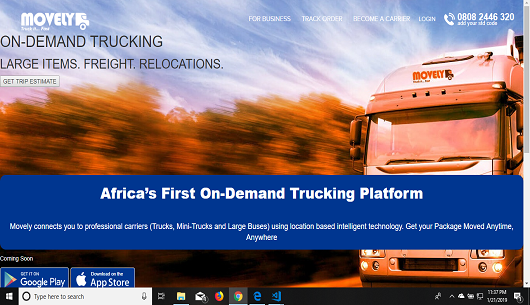 MOVELY
FOR BUSINESS TRACK ORDER BECOME A CARRIER LOGIN
0808 2446 320
add your std code
ON-DEMAND TRUCKING
LARGE ITEMS. FREIGHT. RELOCATIONS.
GET TRIP ESTIMATE
MOVELY
Africa's First On-Demand Trucking Platform
Movely connects you to professional carriers (Trucks, Mini-Trucks and Large Buses) using location based intelligent technology. Get your Package Moved Anytime,
Anywhere
Coming Soon
GET IT ON
Google Play
Download on the
App Store
Type here to search
11:37 PM
1/21/2019